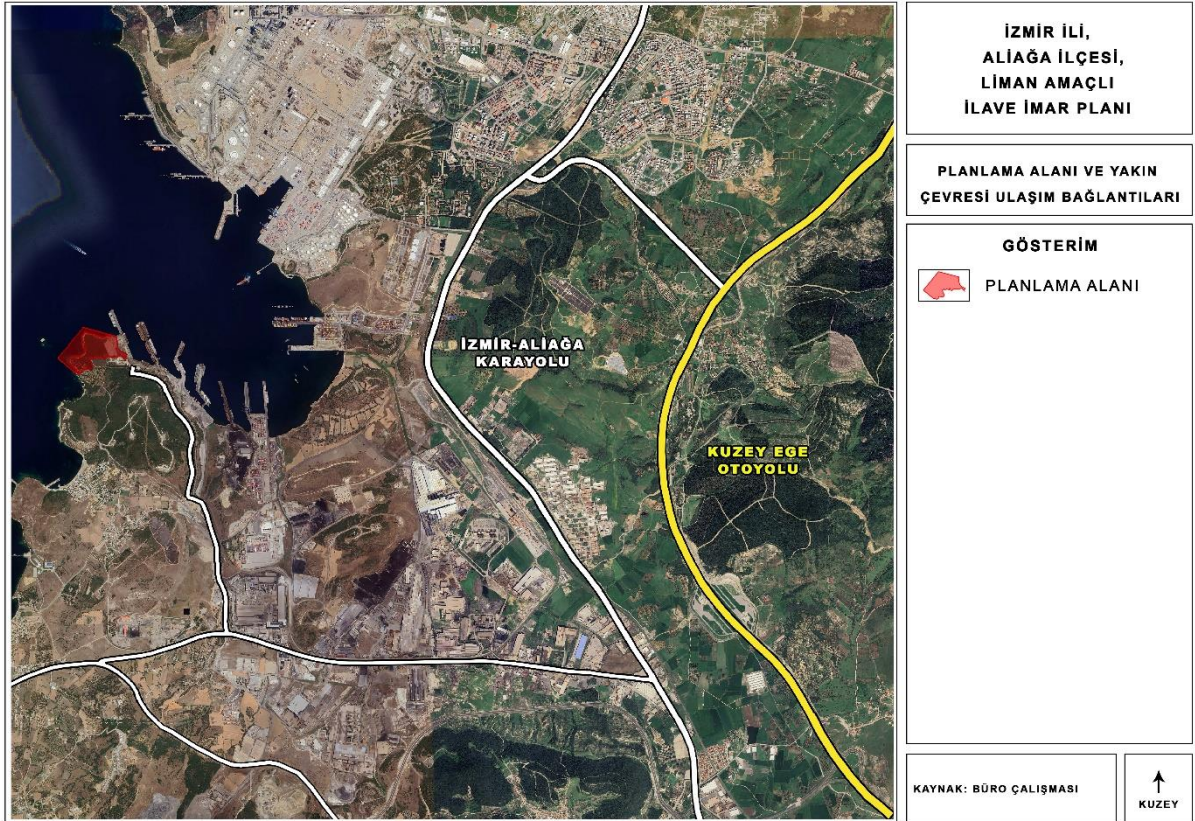 İZMİR İLİ,
ALİAĞA İLÇESİ,
LİMAN AMAÇLI
İLAVE İMAR PLANI
PLANLAMA ALANI VE YAKIN
ÇEVRESİ ULAŞIM BAĞLANTILARI
GÖSTERİM
PLANLAMA ALANI
İZMİR-ALİAĞA
KARAYOLU
KUZEY EGE
OTOYOLU
KAYNAK: BÜRO ÇALIŞMASI
KUZEY